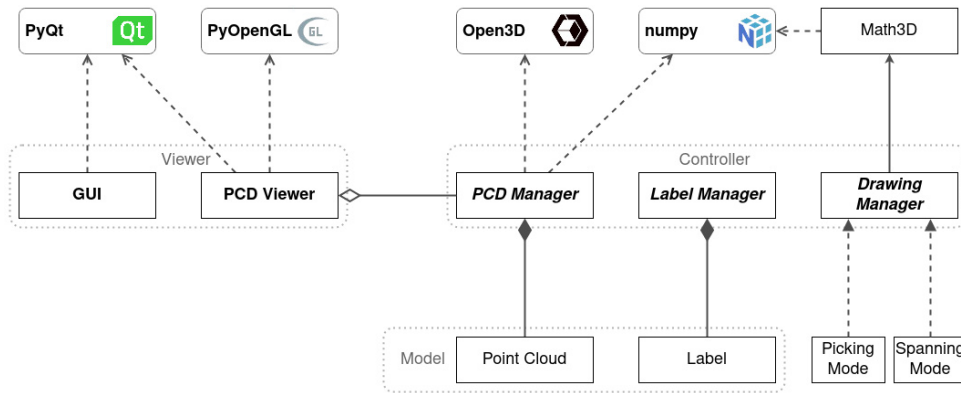 PyQt
Qt
PyOpenGL
GL
Open3D
numpy
N
Math3D
Viewer
Controller
GUI
PCD Viewer
PCD Manager
Label Manager
Drawing
Manager
Model
Point Cloud
Label
Picking
Mode
Spanning
Mode